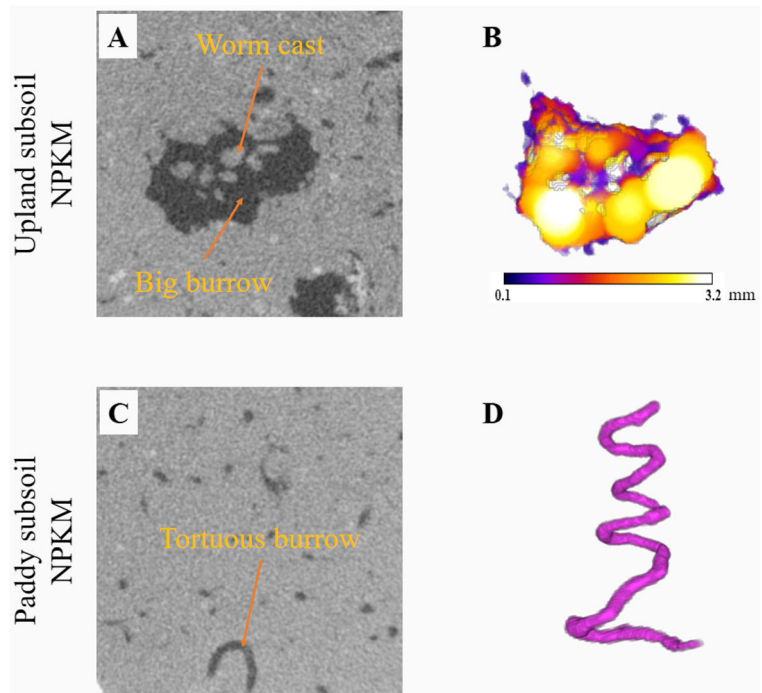 A
Worm cast
Big burrow
Upland subsoil
NPKM
B
0.1
3.2
mm
C
Tortuous burrow
Paddy subsoil
NPKM
D